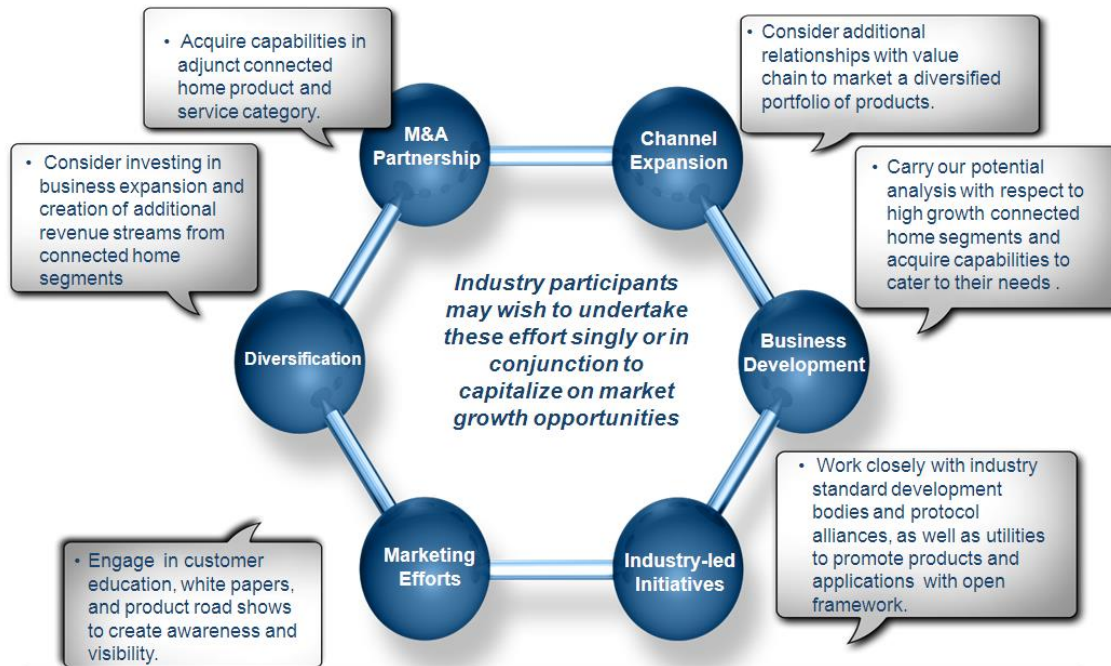 • Acquire capabilities in
adjunct connected
home product and
service category.
• Consider additional
relationships with value
chain to market a diversified
portfolio of products.
M&A
Partnership
Channel
Expansion
• Consider investing in
business expansion and
creation of additional
revenue streams from
connected home
segments
• Carry our potential
analysis with respect to
high growth connected
home segments and
acquire capabilities to
cater to their needs .
Industry participants
may wish to undertake
these effort singly or in
conjunction to
capitalize on market
growth opportunities
Diversification
Business
Development
• Work closely with industry
standard development
bodies and protocol
alliances, as well as utilities
to promote products and
applications with open
framework.
Marketing
Efforts
Industry-led
Initiatives
• Engage in customer
education, white papers,
and product road shows
to create awareness and
visibility.